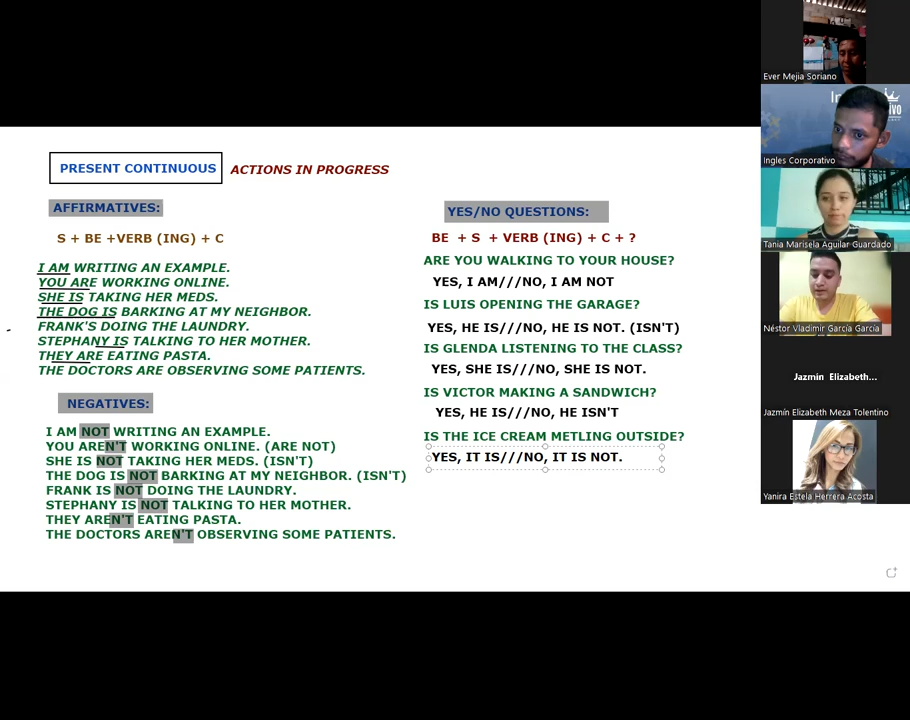 PRESENT CONTINUOUS
ACTIONS IN PROGRESS
AFFIRMATIVES:
S + BE +VERB (ING) + C
I AM WRITING AN EXAMPLE.
YOU ARE WORKING ONLINE.
SHE IS TAKING HER MEDS.
THE DOG IS BARKING AT MY NEIGHBOR.
FRANK'S DOING THE LAUNDRY.
STEPHANY IS TALKING TO HER MOTHER.
THEY ARE EATING PASTA.
THE DOCTORS ARE OBSERVING SOME PATIENTS.
NEGATIVES:
I AM NOT WRITING AN EXAMPLE.
YOU AREN'T WORKING ONLINE. (ARE NOT)
SHE IS NOT TAKING HER MEDS. (ISN'T)
THE DOG IS NOT BARKING AT MY NEIGHBOR. (ISN'T)
FRANK IS NOT DOING THE LAUNDRY.
STEPHANY IS NOT TALKING TO HER MOTHER.
THEY AREN'T EATING PASTA.
THE DOCTORS AREN'T OBSERVING SOME PATIENTS.
YES/NO QUESTIONS:
BE + S + VERB (ING) + C + ?
ARE YOU WALKING TO YOUR HOUSE?
YES, I AM///NO, I AM NOT
IS LUIS OPENING THE GARAGE?
YES, HE IS///NO, HE IS NOT. (ISN'T)
IS GLENDA LISTENING TO THE CLASS?
YES, SHE IS///NO, SHE IS NOT.
IS VICTOR MAKING A SANDWICH?
YES, HE IS///NO, HE ISN'T
IS THE ICE CREAM METLING OUTSIDE?
YES, IT IS///NO, IT IS NOT.
Ever Mejia Soriano
Ingles Corporativo
Tania Marisela Aguilar Guardado
Néstor Vladimir García García
Jazmin Elizabeth...
Jazmín Elizabeth Meza Tolentino
Yanira Estela Herrera Acosta